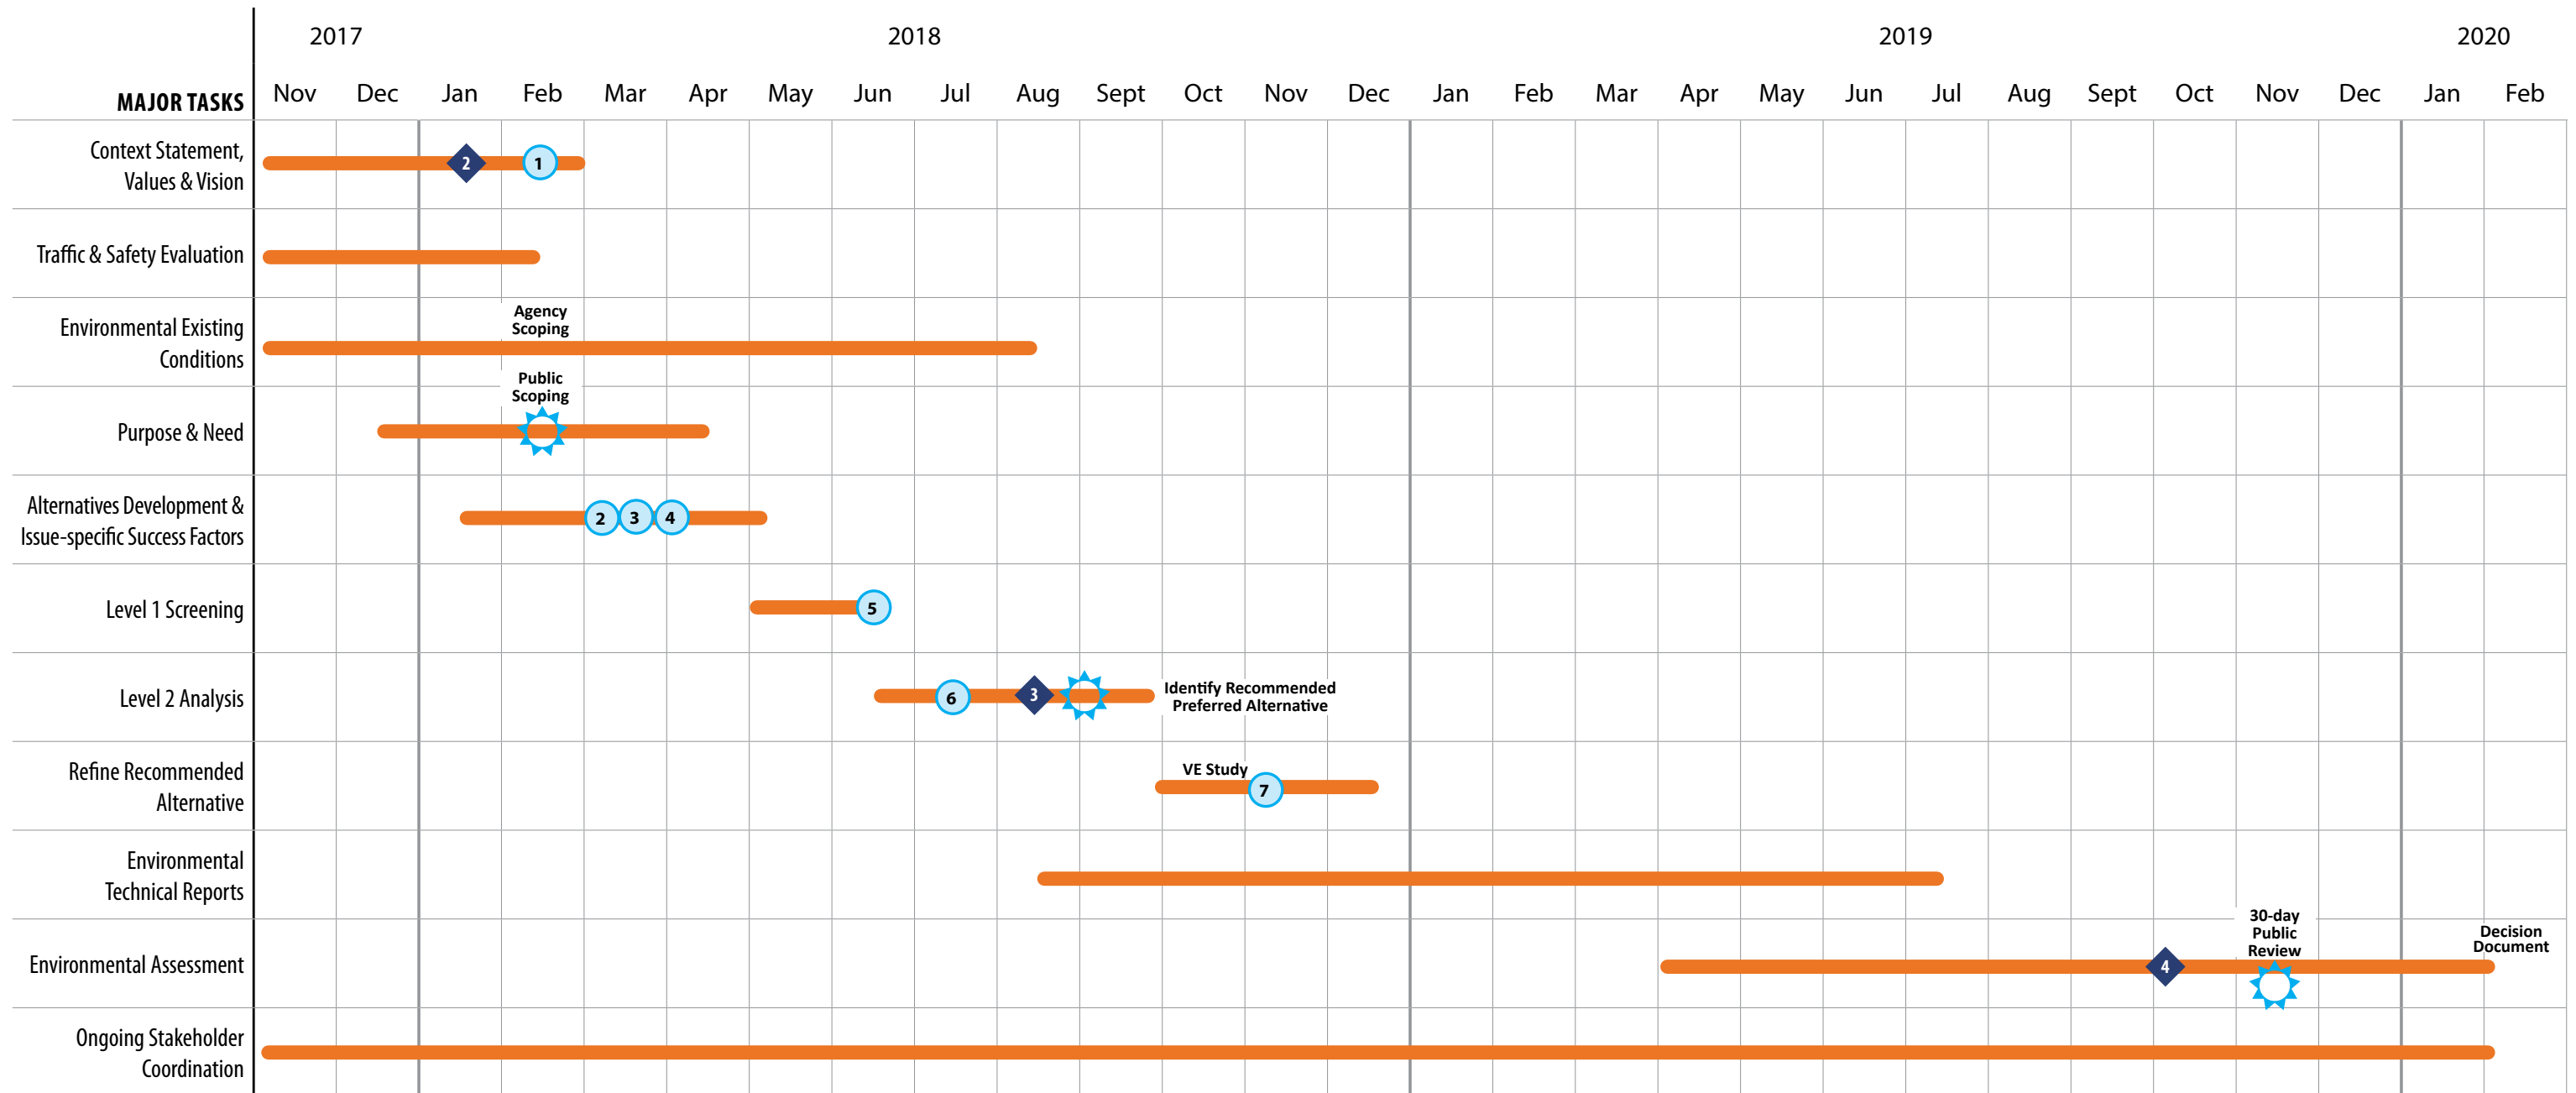 2017 2018 2019 2020
MAJOR TASKS Nov Dec Jan Feb Mar Apr May Jun Jul Aug Sept Oct Nov Dec Jan Feb Mar Apr May Jun Jul Aug Sept Oct Nov Dec Jan Feb
Context Statement,
Values & Vision
2 1
Traffic & Safety Evaluation
Environmental Existing
Conditions
Agency
Scoping
Purpose & Need
Public
Scoping
Alternatives Development &
Issue-specific Success Factors
2 3 4
Level 1 Screening
5
Level 2 Analysis
6 3
Identify Recommended
Preferred Alternative
Refine Recommended
Alternative
VE Study
7
Environmental
Technical Reports
Environmental Assessment
4
30-day
Public
Review
Decision
Document
Ongoing Stakeholder
Coordination